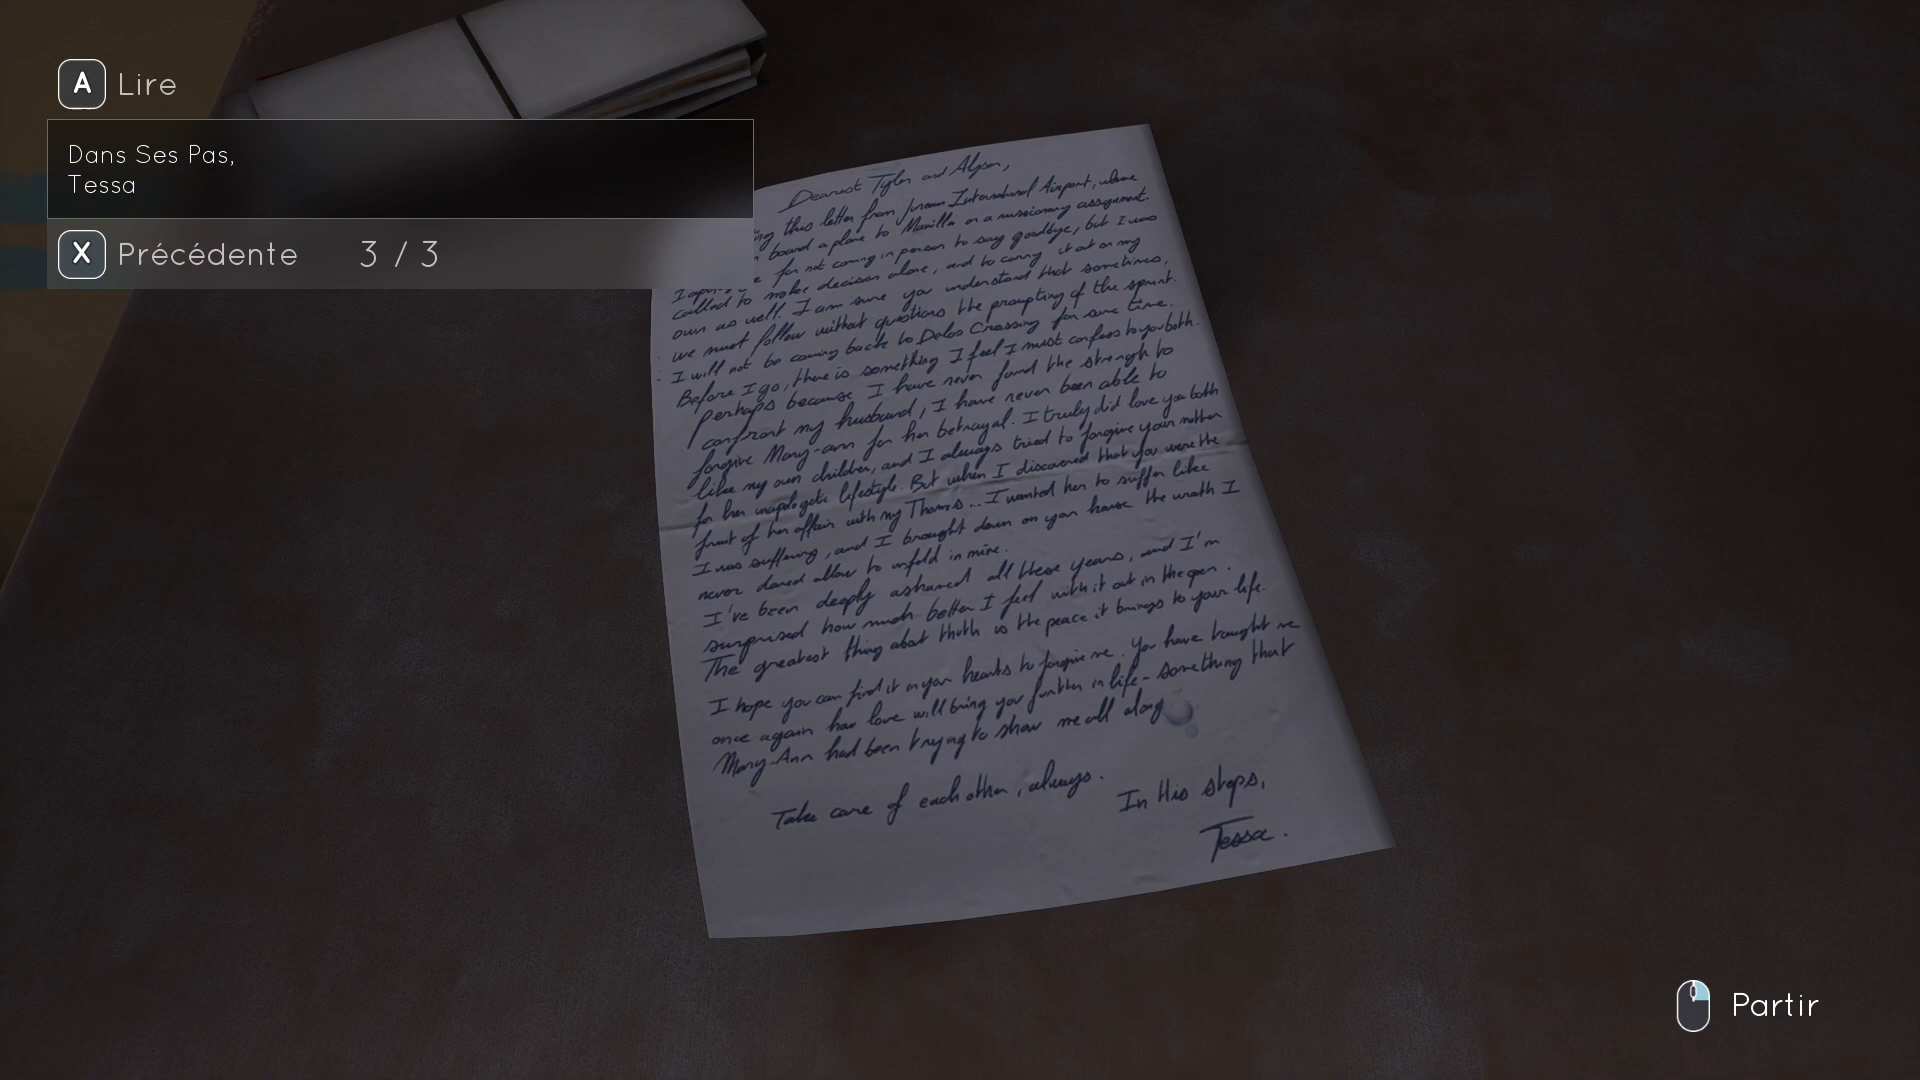 A Lire
Dans Ses Pas,
Tessa
X Précédente 3 / 3
Dearest Tyler and Alyson,
this letter from Juneau International Airport, where
board a plane to Manilla on a missionary assignment.
for not coming in person to say goodbye, but I was
called to make decision alone, and to carry it out on my
own as well. I am sure you understand that sometimes,
we must follow without questions the prompting of the spirit.
I will not be coming back to Delos Crossing for some time.
Before I go, there is something I feel I must confess to you both.
perhaps because I have never found the strength to
confront my husband, I have never been able to
forgive Mary-ann for her betrayal. I truly did love you both
like my own children, and I always tried to forgive your mother
for her unapologetic lifestyle. But when I discovered that you were the
fruit of her affair with my Thomas... I wanted her to suffer like
I was suffering, and I brought down on your house the wrath I
never dared allow to unfold in mine.
I've been deeply ashamed all these years, and I'm
surprised how much better I feel with it out in the open.
The greatest thing about thuth is the peace it brings to your life.
I hope you can find it in your hearts to forgive me. You have taught me
once again how love will bring you further in life - something that
Mary-Ann had been trying to show me all along
Take care of each other, always.
In His steps,
Tessa.
Partir